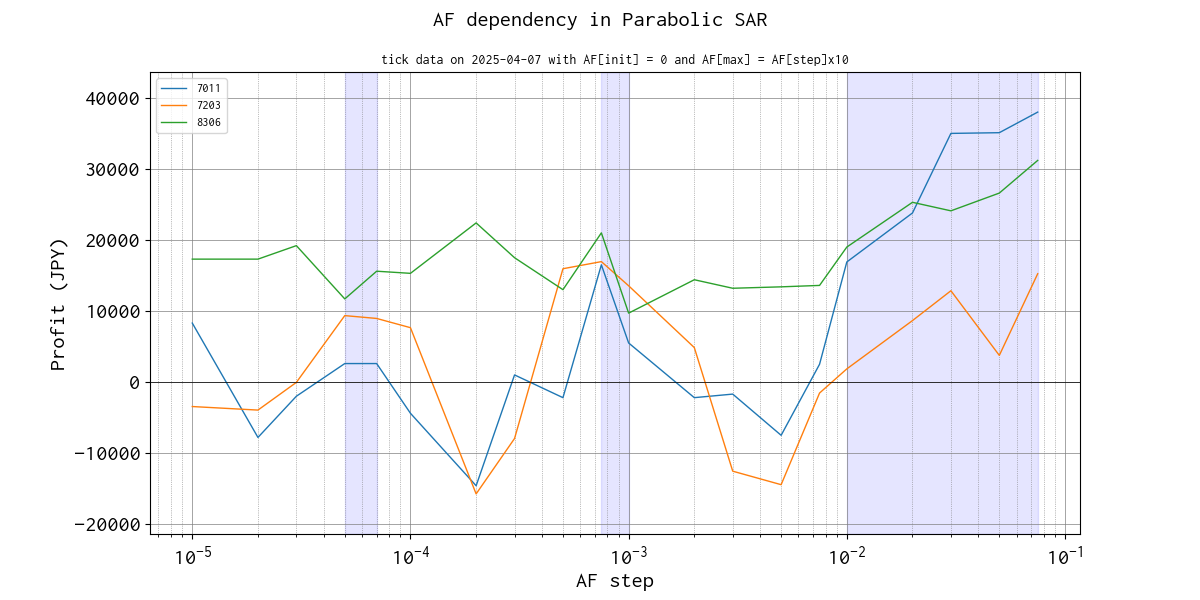 AF dependency in Parabolic SAR
tick data on 2025-04-07 with AF[init] = 0 and AF[max] = AF[step]x10
7011
7203
8306
40000
30000
20000
10000
0
−10000
−20000
Profit (JPY)
10⁻⁵ 10⁻⁴ 10⁻³ 10⁻² 10⁻¹
AF step